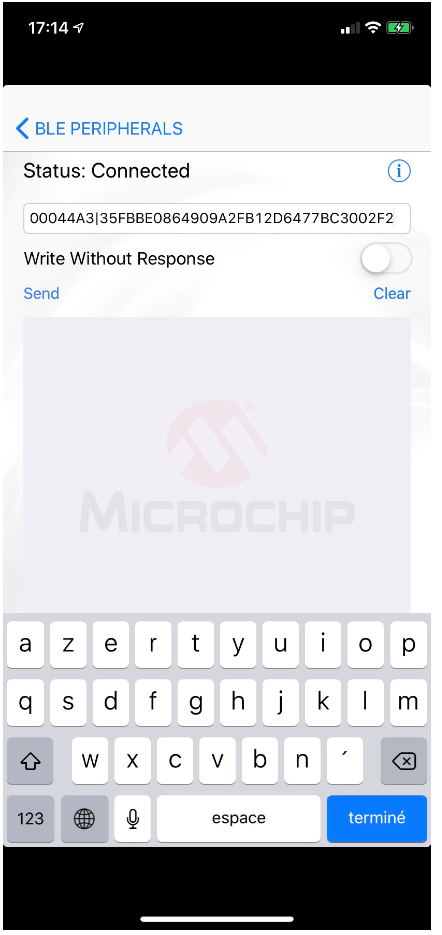 17:14
BLE PERIPHERALS
Status: Connected
00044A3|35FBBE0864909A2FB12D6477BC3002F2
Write Without Response
Send Clear
MICROCHIP
a z e r t y u i o p
q s d f g h j k l m
w x c v b n ´
123 espace terminé